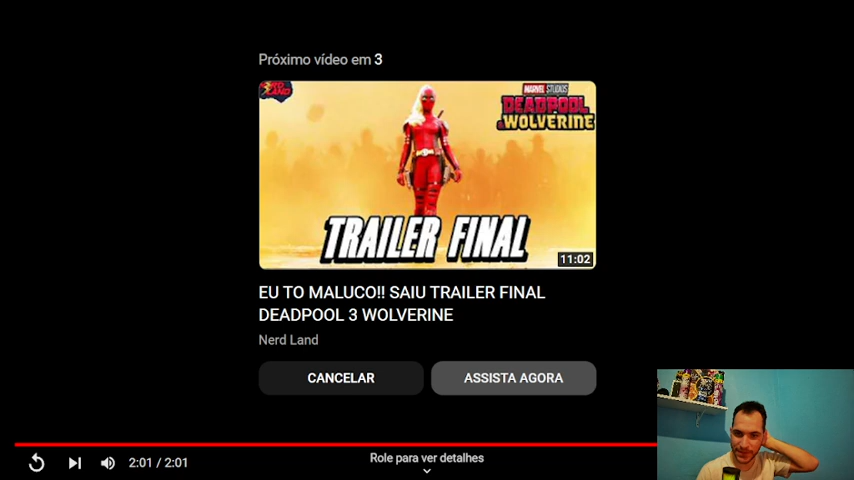 Próximo vídeo em 3
MARVEL STUDIOS
DEADPOOL
& WOLVERINE
TRAILER FINAL
11:02
EU TO MALUCO!! SAIU TRAILER FINAL
DEADPOOL 3 WOLVERINE
Nerd Land
CANCELAR
ASSISTA AGORA
2:01 / 2:01
Role para ver detalhes